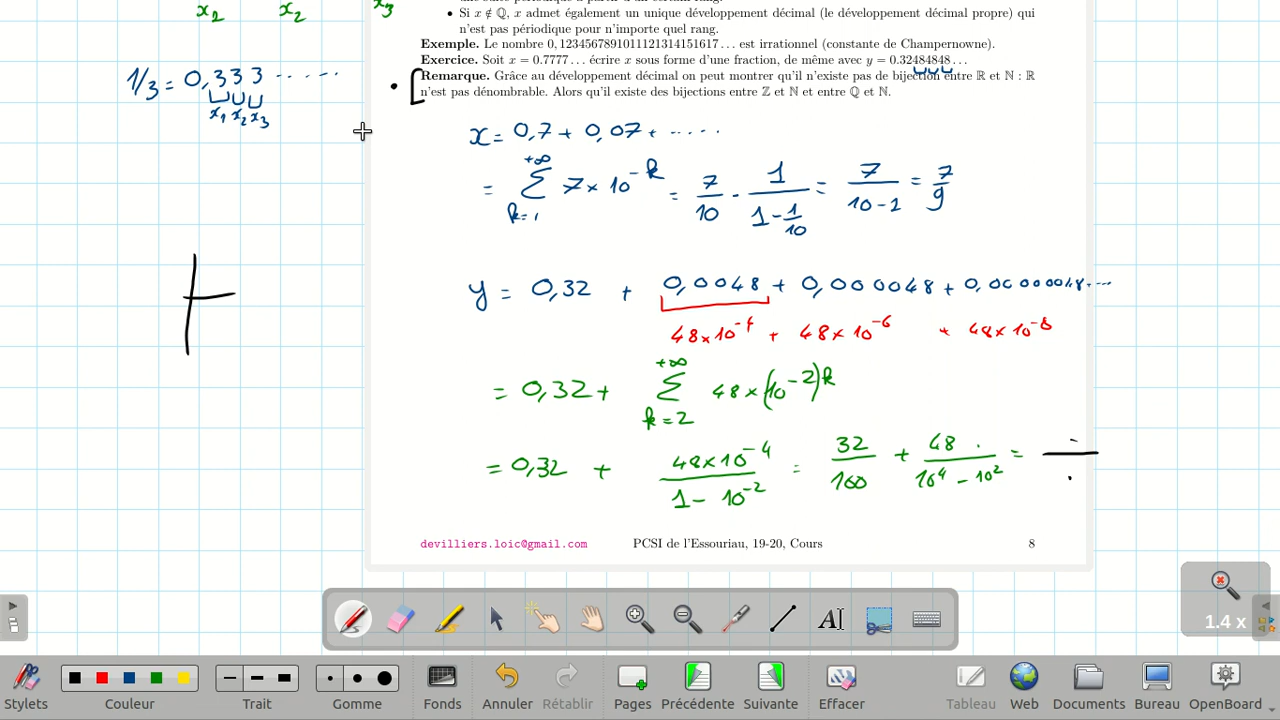 x₂ x₂ x₃
• Si x ∉ ℚ, x admet également un unique développement décimal (le développement décimal propre) qui
n'est pas périodique pour n'importe quel rang.
Exemple. Le nombre 0, 1234567891011121314151617… est irrationnel (constante de Champernowne).
Exercice. Soit x = 0.7777… écrire x sous forme d'une fraction, de même avec y = 0.32484848…
Remarque. Grâce au développement décimal on peut montrer qu'il n'existe pas de bijection entre ℝ et ℕ : ℝ
n'est pas dénombrable. Alors qu'il existe des bijections entre ℤ et ℕ et entre ℚ et ℕ.
1/3 = 0,333 ......
x₁ x₂ x₃
x = 0,7 + 0,07 + .....
= ∑_{k=1}^{+∞} 7 × 10^{-k} = 7/10 · 1/(1 - 1/10) = 7/(10-1) = 7/9
y = 0,32 + 0,0048 + 0,000048 + 0,00000048....
48×10^{-4} + 48×10^{-6} + 48×10^{-8}
= 0,32 + ∑_{k=2}^{+∞} 48×(10^{-2})^k
= 0,32 + 48×10^{-4}/(1 - 10^{-2}) = 32/100 + 48/(10^4 - 10^2) =
devilliers.loic@gmail.com PCSI de l'Essouriau, 19-20, Cours 8
1.4 x
Stylets Couleur Trait Gomme Fonds Annuler Rétablir Pages Précédente Suivante Effacer Tableau Web Documents Bureau OpenBoard